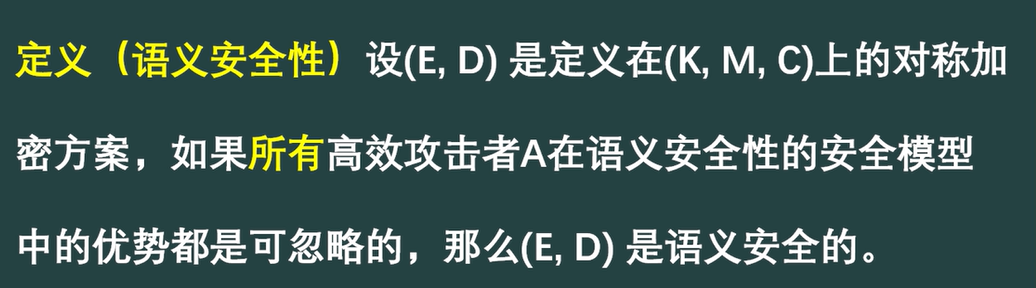 定义（语义安全性）设(E, D) 是定义在(K, M, C)上的对称加
密方案，如果所有高效攻击者A在语义安全性的安全模型
中的优势都是可忽略的，那么(E, D) 是语义安全的。